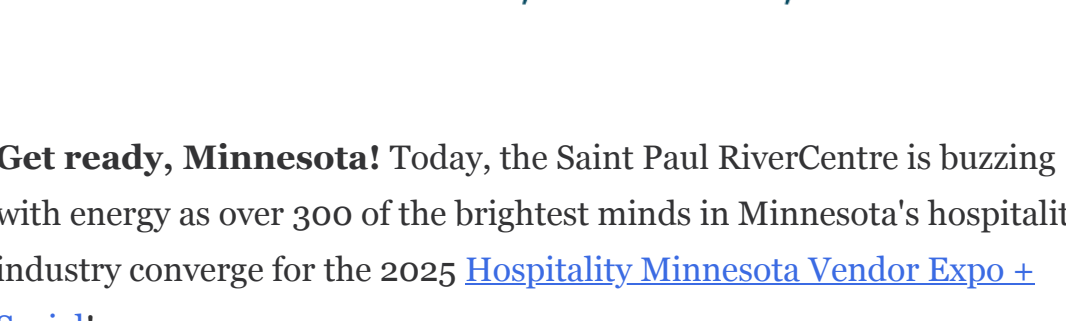 Get ready, Minnesota! Today, the Saint Paul RiverCentre is buzzing
with energy as over 300 of the brightest minds in Minnesota's hospitalit
industry converge for the 2025 Hospitality Minnesota Vendor Expo +